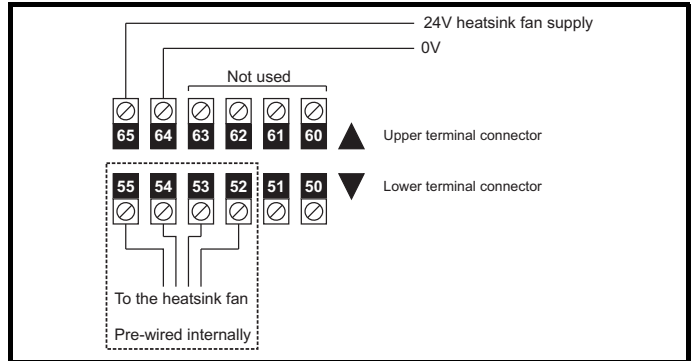 24V heatsink fan supply
0V
Not used
65 64 63 62 61 60
Upper terminal connector
55 54 53 52 51 50
Lower terminal connector
To the heatsink fan
Pre-wired internally